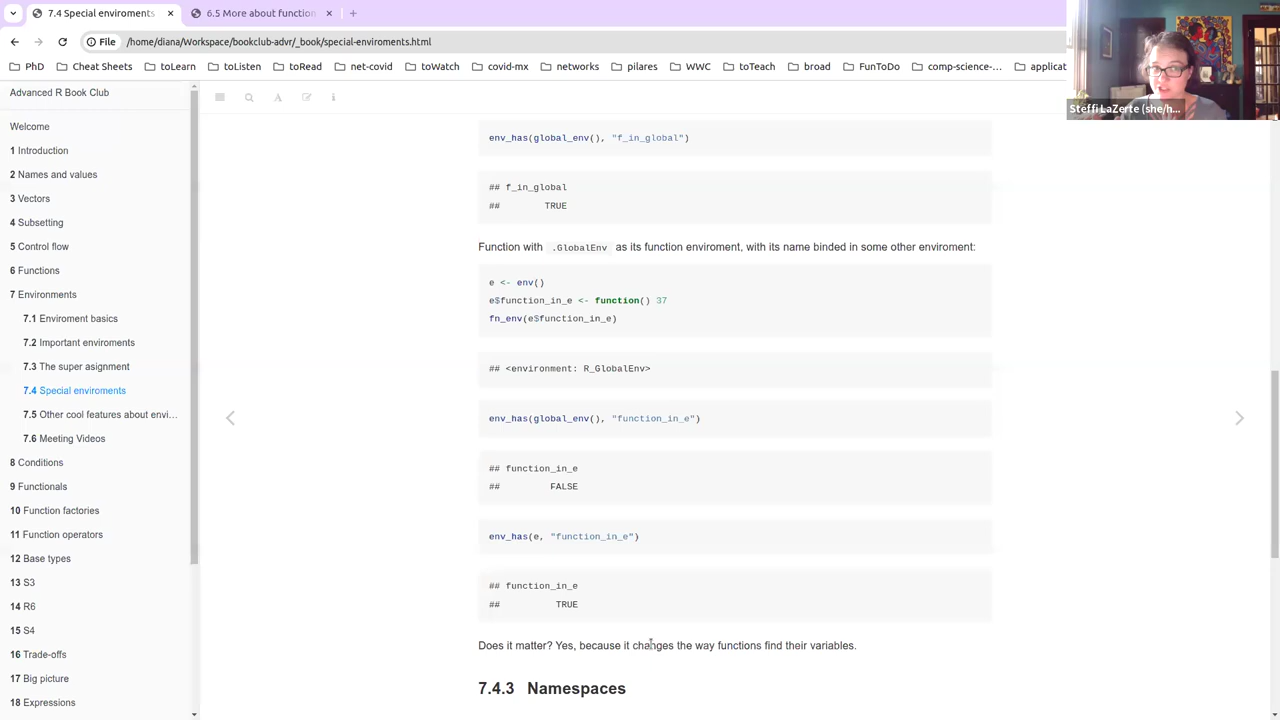 7.4 Special enviroments
6.5 More about function
File
/home/diana/Workspace/bookclub-advr/_book/special-enviroments.html
PhD
Cheat Sheets
toLearn
toListen
toRead
net-covid
toWatch
covid-mx
networks
pilares
WWC
toTeach
broad
FunToDo
comp-science-...
applicat
Steffi LaZerte (she/h...
Advanced R Book Club
Welcome
1 Introduction
2 Names and values
3 Vectors
4 Subsetting
5 Control flow
6 Functions
7 Environments
7.1 Enviroment basics
7.2 Important enviroments
7.3 The super asignment
7.4 Special enviroments
7.5 Other cool features about envi...
7.6 Meeting Videos
8 Conditions
9 Functionals
10 Function factories
11 Function operators
12 Base types
13 S3
14 R6
15 S4
16 Trade-offs
17 Big picture
18 Expressions
env_has(global_env(), "f_in_global")
## f_in_global
## TRUE
Function with .GlobalEnv as its function enviroment, with its name binded in some other enviroment:
e <- env()
e$function_in_e <- function() 37
fn_env(e$function_in_e)
## <environment: R_GlobalEnv>
env_has(global_env(), "function_in_e")
## function_in_e
## FALSE
env_has(e, "function_in_e")
## function_in_e
## TRUE
Does it matter? Yes, because it changes the way functions find their variables.
7.4.3 Namespaces